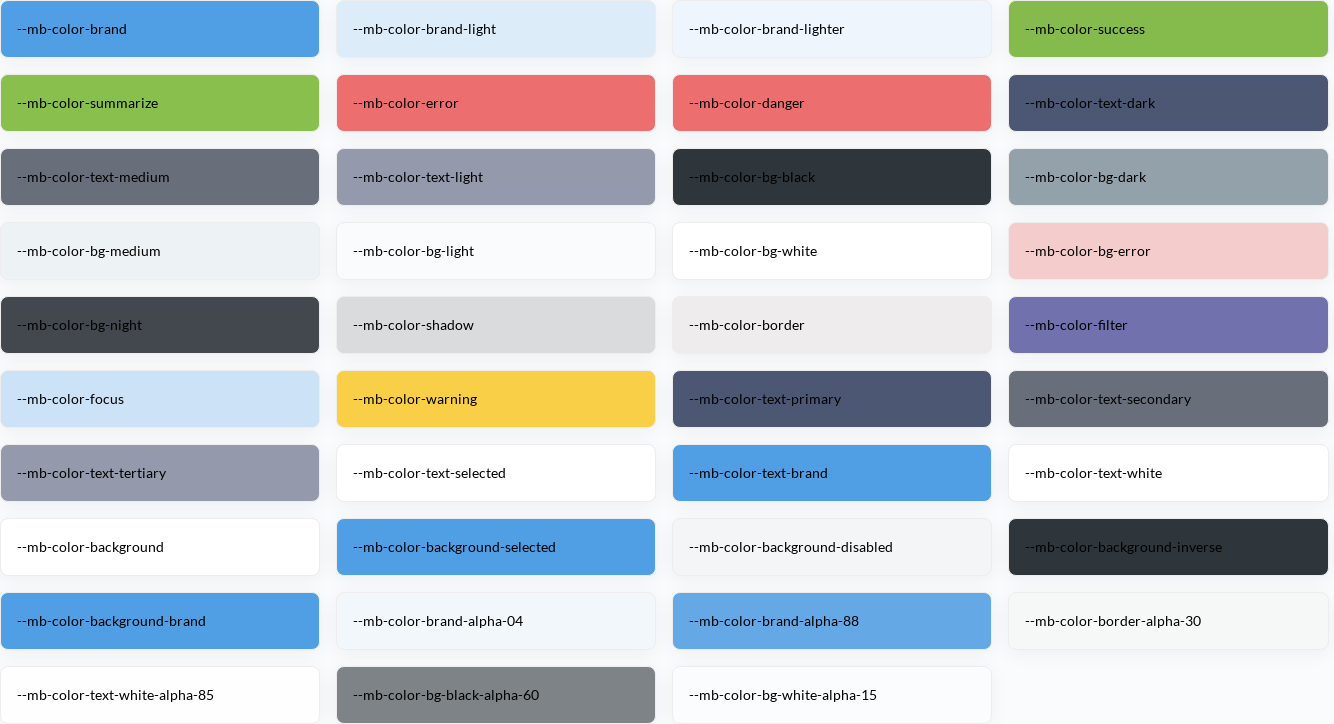 --mb-color-brand
--mb-color-brand-light
--mb-color-brand-lighter
--mb-color-success
--mb-color-summarize
--mb-color-error
--mb-color-danger
--mb-color-text-dark
--mb-color-text-medium
--mb-color-text-light
--mb-color-bg-black
--mb-color-bg-dark
--mb-color-bg-medium
--mb-color-bg-light
--mb-color-bg-white
--mb-color-bg-error
--mb-color-bg-night
--mb-color-shadow
--mb-color-border
--mb-color-filter
--mb-color-focus
--mb-color-warning
--mb-color-text-primary
--mb-color-text-secondary
--mb-color-text-tertiary
--mb-color-text-selected
--mb-color-text-brand
--mb-color-text-white
--mb-color-background
--mb-color-background-selected
--mb-color-background-disabled
--mb-color-background-inverse
--mb-color-background-brand
--mb-color-brand-alpha-04
--mb-color-brand-alpha-88
--mb-color-border-alpha-30
--mb-color-text-white-alpha-85
--mb-color-bg-black-alpha-60
--mb-color-bg-white-alpha-15